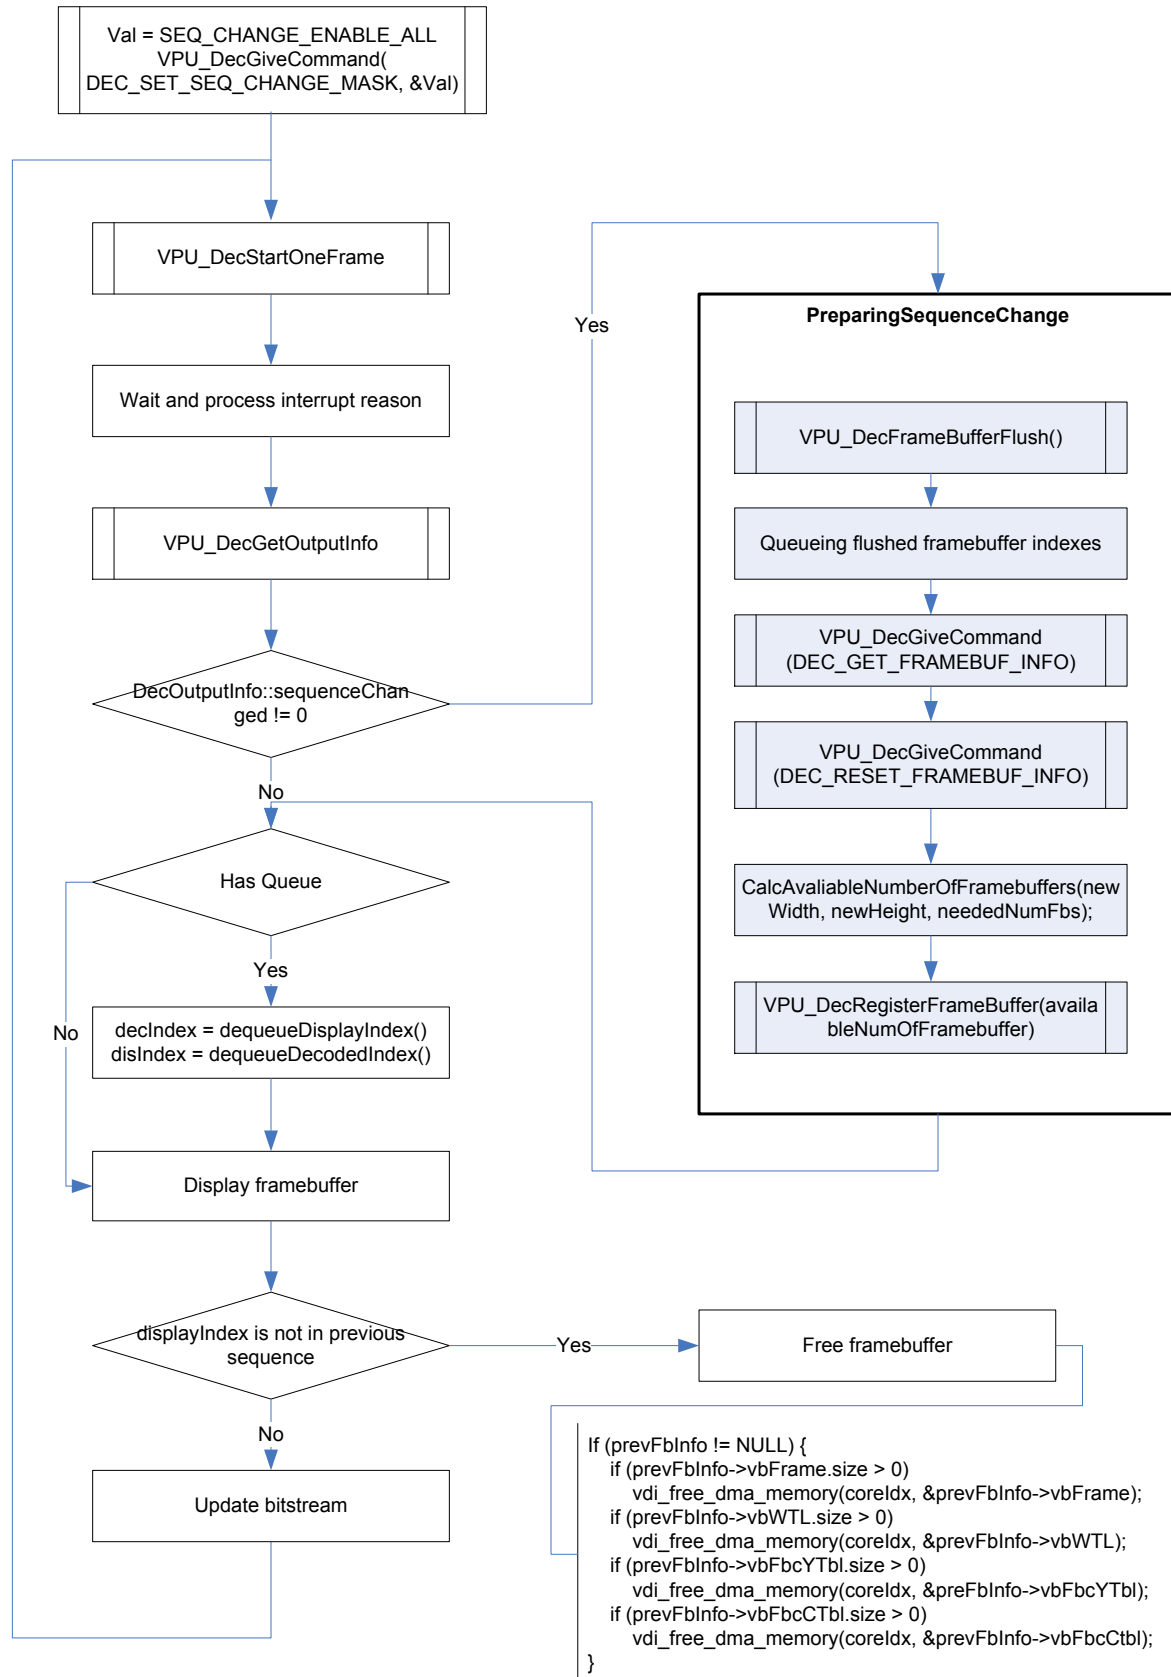 Val = SEQ_CHANGE_ENABLE_ALL
VPU_DecGiveCommand(
DEC_SET_SEQ_CHANGE_MASK, &Val)
VPU_DecStartOneFrame
Wait and process interrupt reason
VPU_DecGetOutputInfo
DecOutputInfo::sequenceChan
ged != 0
Yes
No
PreparingSequenceChange
VPU_DecFrameBufferFlush()
Queueing flushed framebuffer indexes
VPU_DecGiveCommand
(DEC_GET_FRAMEBUF_INFO)
VPU_DecGiveCommand
(DEC_RESET_FRAMEBUF_INFO)
CalcAvaliableNumberOfFramebuffers(new
Width, newHeight, neededNumFbs);
VPU_DecRegisterFrameBuffer(availa
bleNumOfFramebuffer)
Has Queue
Yes
No
decIndex = dequeueDisplayIndex()
disIndex = dequeueDecodedIndex()
Display framebuffer
displayIndex is not in previous
sequence
Yes
Free framebuffer
No
Update bitstream
If (prevFbInfo != NULL) {
if (prevFbInfo->vbFrame.size > 0)
vdi_free_dma_memory(coreIdx, &prevFbInfo->vbFrame);
if (prevFbInfo->vbWTL.size > 0)
vdi_free_dma_memory(coreIdx, &prevFbInfo->vbWTL);
if (prevFbInfo->vbFbcYTbl.size > 0)
vdi_free_dma_memory(coreIdx, &preFbInfo->vbFbcYTbl);
if (prevFbInfo->vbFbcCTbl.size > 0)
vdi_free_dma_memory(coreIdx, &prevFbInfo->vbFbcCtbl);
}